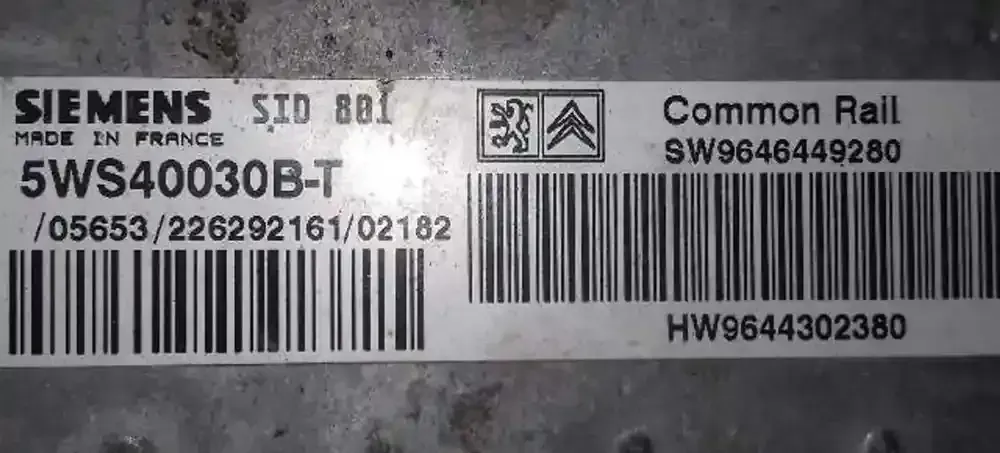 SIEMENS SID 801
MADE IN FRANCE
5WS40030B-T
/05653/226292161/02182
Common Rail
SW9646449280
HW9644302380